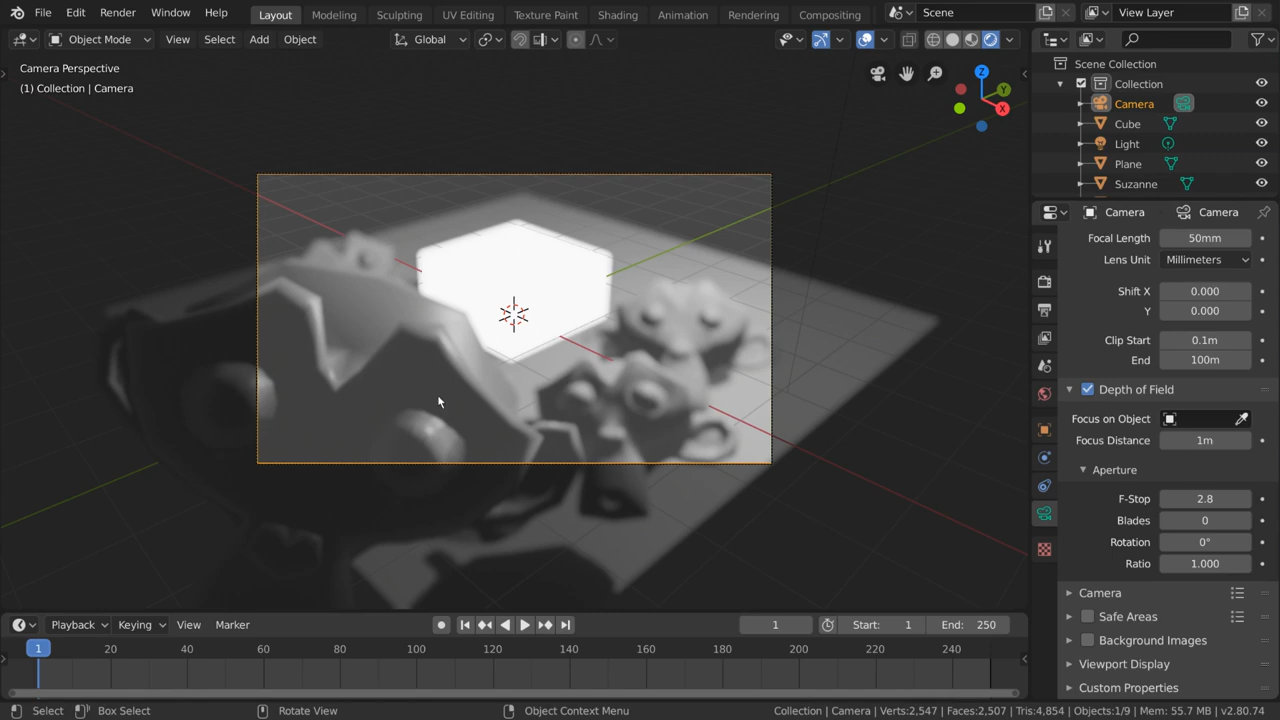 File Edit Render Window Help Layout Modeling Sculpting UV Editing Texture Paint Shading Animation Rendering Compositing Scene View Layer
Object Mode View Select Add Object Global
Camera Perspective
(1) Collection | Camera
Z
Y
X
Scene Collection
Collection
Camera
Cube
Light
Plane
Suzanne
Camera Camera
Focal Length 50mm
Lens Unit Millimeters
Shift X 0.000
Y 0.000
Clip Start 0.1m
End 100m
Depth of Field
Focus on Object
Focus Distance 1m
Aperture
F-Stop 2.8
Blades 0
Rotation 0°
Ratio 1.000
Camera
Safe Areas
Background Images
Viewport Display
Custom Properties
Playback Keying View Marker 1 Start: 1 End: 250
1 20 40 60 80 100 120 140 160 180 200 220 240
Select Box Select Rotate View Object Context Menu Collection | Camera | Verts:2,547 | Faces:2,507 | Tris:4,854 | Objects:1/9 | Mem: 55.7 MB | v2.80.74